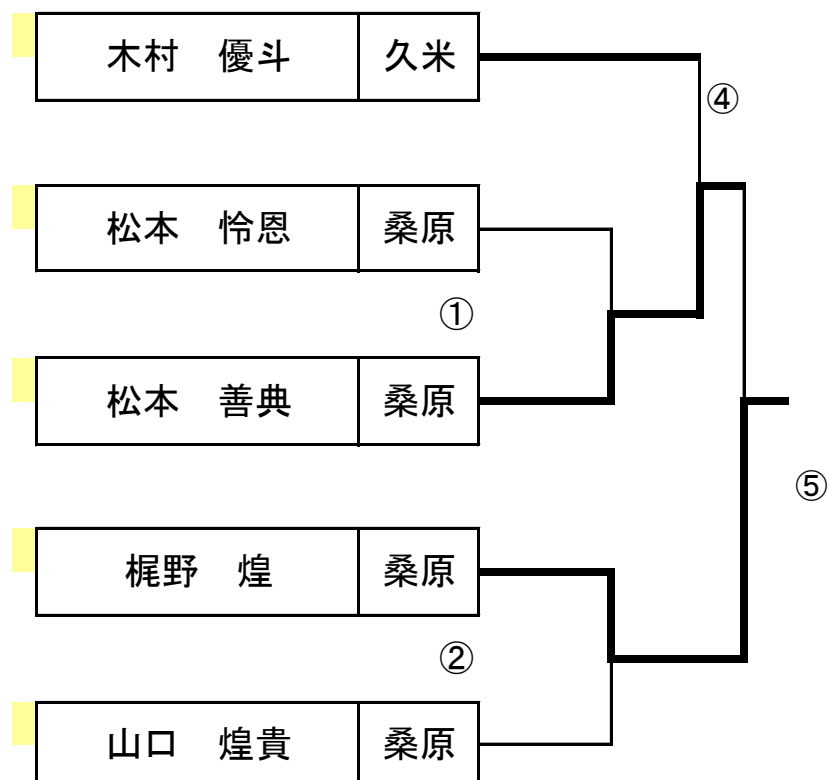 木村　優斗 久米
④
松本　怜恩 桑原
①
松本　善典 桑原
⑤
梶野　煌 桑原
②
山口　煌貴 桑原